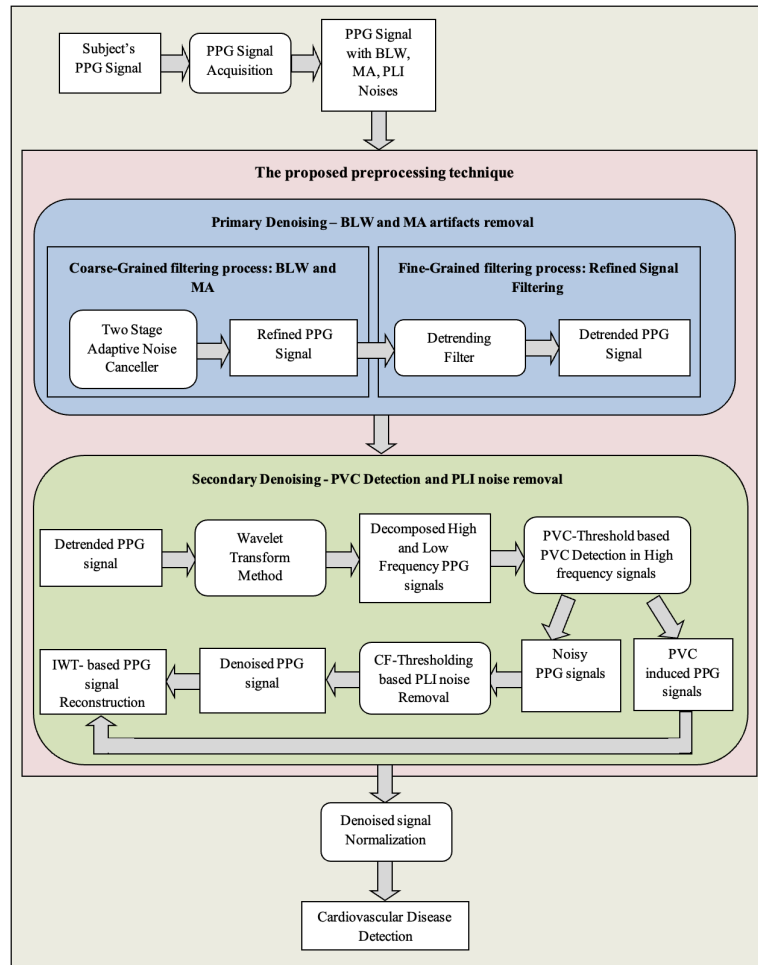 Subject's
PPG Signal
PPG Signal
Acquisition
PPG Signal
with BLW,
MA, PLI
Noises
The proposed preprocessing technique
Primary Denoising – BLW and MA artifacts removal
Coarse-Grained filtering process: BLW and
MA
Two Stage
Adaptive Noise
Canceller
Refined PPG
Signal
Fine-Grained filtering process: Refined Signal
Filtering
Detrending
Filter
Detrended PPG
Signal
Secondary Denoising - PVC Detection and PLI noise removal
Detrended PPG
signal
Wavelet
Transform
Method
Decomposed High
and Low
Frequency PPG
signals
PVC-Threshold based
PVC Detection in High
frequency signals
IWT- based PPG
signal
Reconstruction
Denoised PPG
signal
CF-Thresholding
based PLI noise
Removal
Noisy
PPG signals
PVC
induced PPG
signals
Denoised signal
Normalization
Cardiovascular Disease
Detection